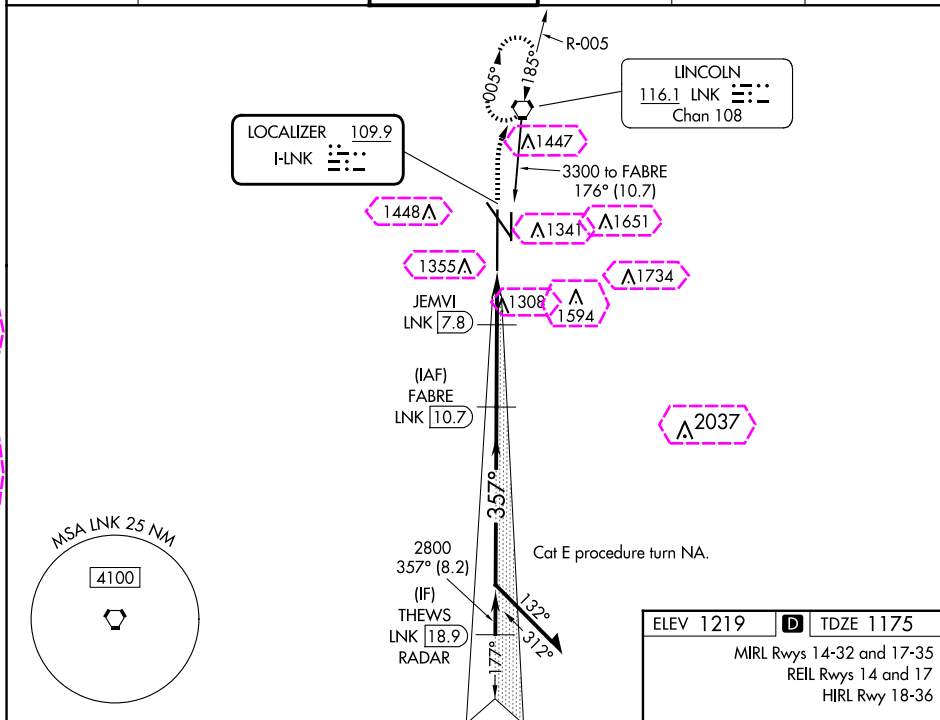 R-005
005°
185°
LINCOLN
116.1 LNK
Chan 108
LOCALIZER 109.9
I-LNK
1447
3300 to FABRE
176° (10.7)
1448
1341
1651
1355
1734
JEMVI
LNK 7.8
1308
1594
(IAF)
FABRE
LNK 10.7
2037
357°
MSA LNK 25 NM
4100
2800
357° (8.2)
Cat E procedure turn NA.
(IF)
THEWS
LNK 18.9
RADAR
132°
312°
177°
ELEV 1219 D TDZE 1175
MIRL Rwys 14-32 and 17-35
REIL Rwys 14 and 17
HIRL Rwy 18-36